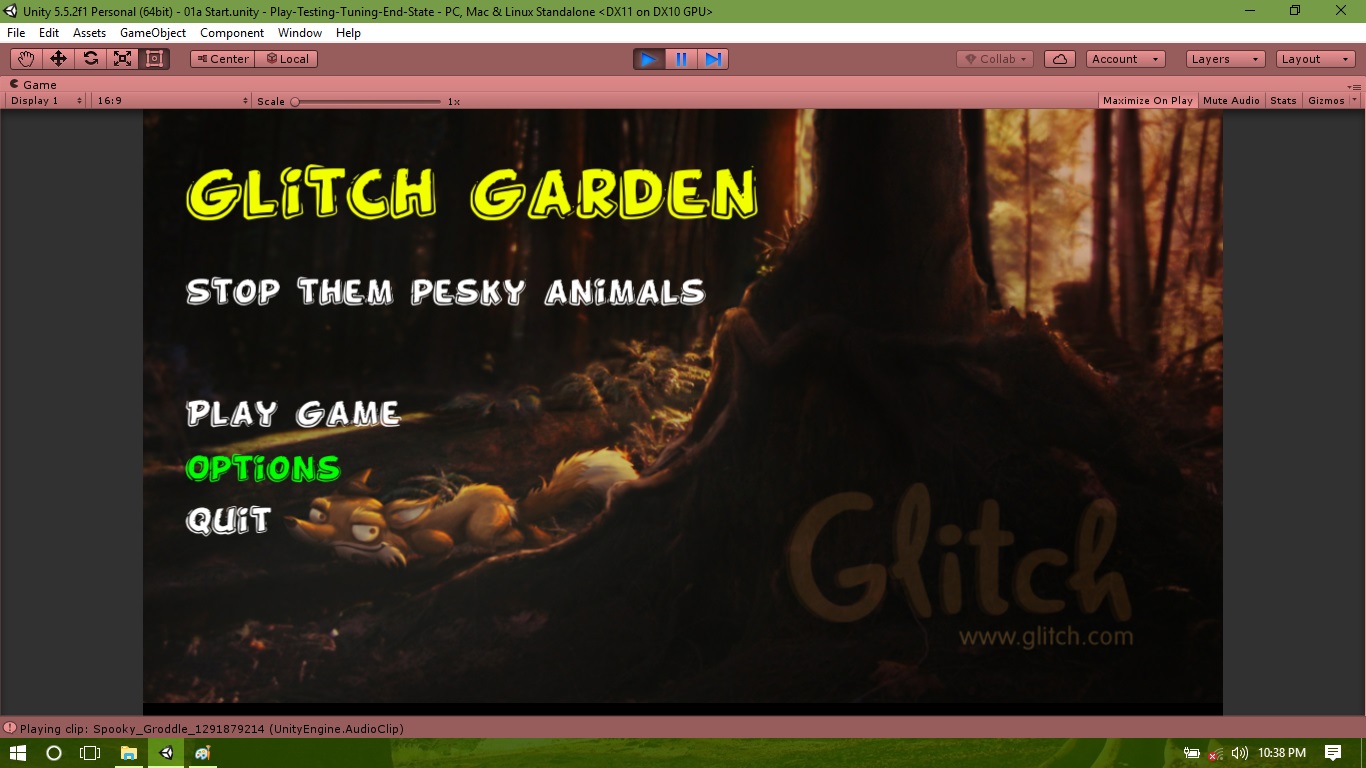 Unity 5.5.2f1 Personal (64bit) - 01a Start.unity - Play-Testing-Tuning-End-State - PC, Mac & Linux Standalone <DX11 on DX10 GPU>
File Edit Assets GameObject Component Window Help
Center Local Collab Account Layers Layout
Game
Display 1 16:9 Scale 1x Maximize On Play Mute Audio Stats Gizmos
GLiTCH GARDEN
STOP THEM PESKY ANiMALS
PLAY GAME
OPTiONS
QUiT
Glitch
www.glitch.com
Playing clip: Spooky_Groddle_1291879214 (UnityEngine.AudioClip)
10:38 PM